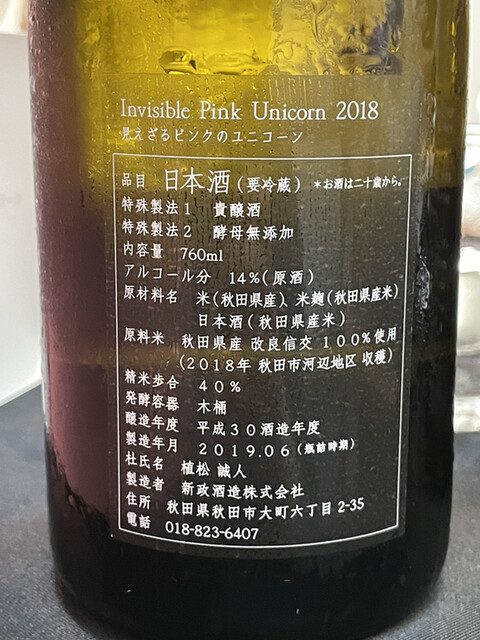 Invisible Pink Unicorn 2018
見えざるピンクのユニコーン
品目 日本酒(要冷蔵) *お酒は二十歳から。
特殊製法1 貴醸酒
特殊製法2 酵母無添加
内容量 760ml
アルコール分 14%(原酒)
原材料名 米(秋田県産)、米麹(秋田県産米)
日本酒(秋田県産米)
原料米 秋田県産 改良信交 100%使用
(2018年 秋田市河辺地区 収穫)
精米歩合 40%
発酵容器 木桶
醸造年度 平成30酒造年度
製造年月 2019.06(瓶詰時期)
杜氏名 植松 誠人
製造者 新政酒造株式会社
住所 秋田県秋田市大町六丁目2-35
電話 018-823-6407